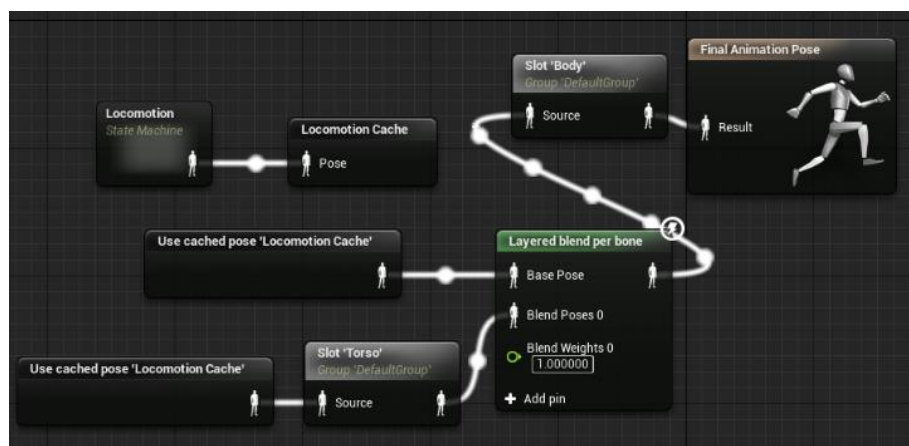 Final Animation Pose
Result
Slot 'Body'
Group 'DefaultGroup'
Source
Locomotion
State Machine
Locomotion Cache
Pose
Use cached pose 'Locomotion Cache'
Layered blend per bone
Base Pose
Blend Poses 0
Blend Weights 0
1.000000
Add pin
Slot 'Torso'
Group 'DefaultGroup'
Source
Use cached pose 'Locomotion Cache'